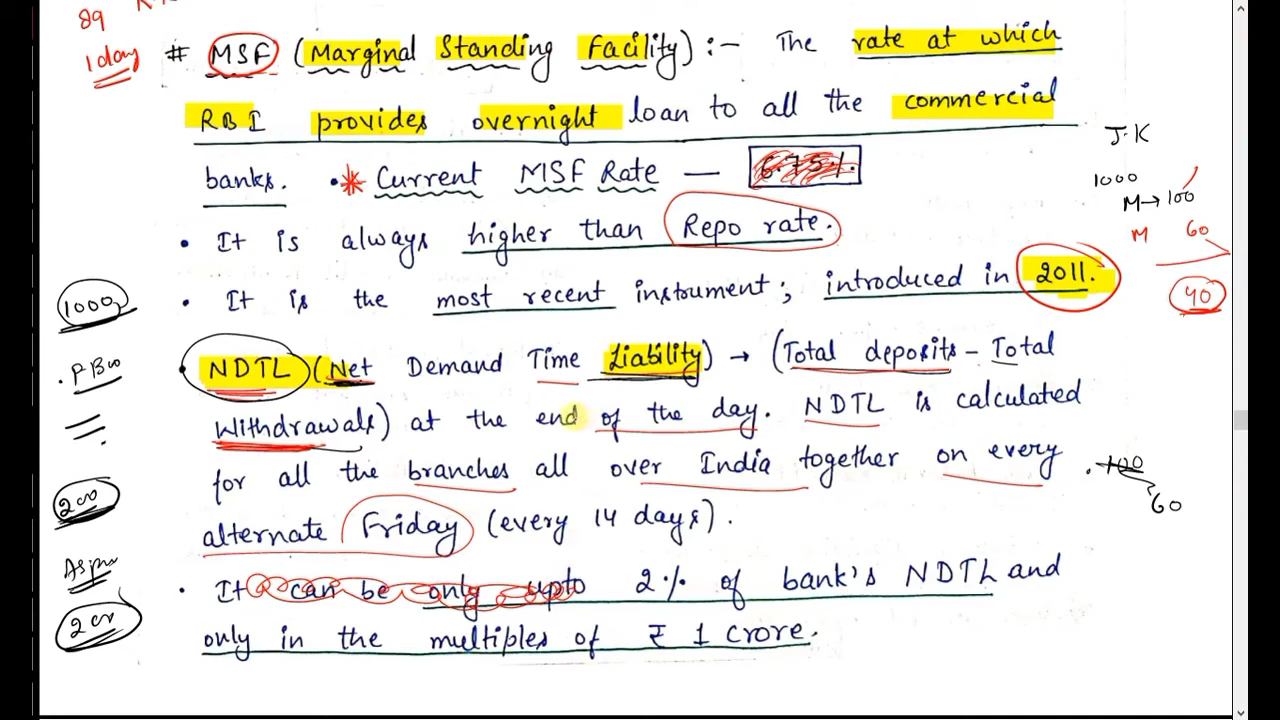 89
1 day
# MSF (Marginal Standing Facility) :- The rate at which
RBI provides overnight loan to all the commercial
banks. * Current MSF Rate — 6.75%.
J.K
1000
M → 100
M 60
40
• It is always higher than Repo rate.
• It is the most recent instrument; introduced in 2011.
1000
• NDTL (Net Demand Time Liability) → (Total deposits - Total
Withdrawals) at the end of the day. NDTL is calculated
for all the branches all over India together on every
alternate Friday (every 14 days).
100
60
200
• It can be only upto 2% of bank's NDTL and
only in the multiples of ₹ 1 crore.
200